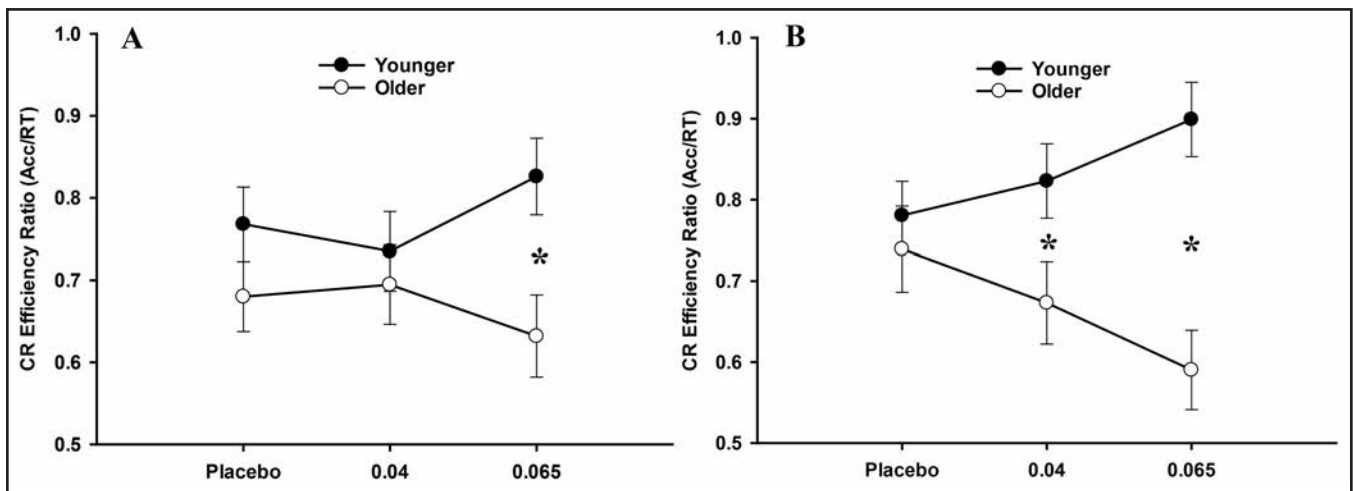 A
Younger
Older
CR Efficiency Ratio (Acc/RT)
1.0
0.9
0.8
0.7
0.6
0.5
*
Placebo 0.04 0.065
B
Younger
Older
CR Efficiency Ratio (Acc/RT)
1.0
0.9
0.8
0.7
0.6
0.5
* *
Placebo 0.04 0.065